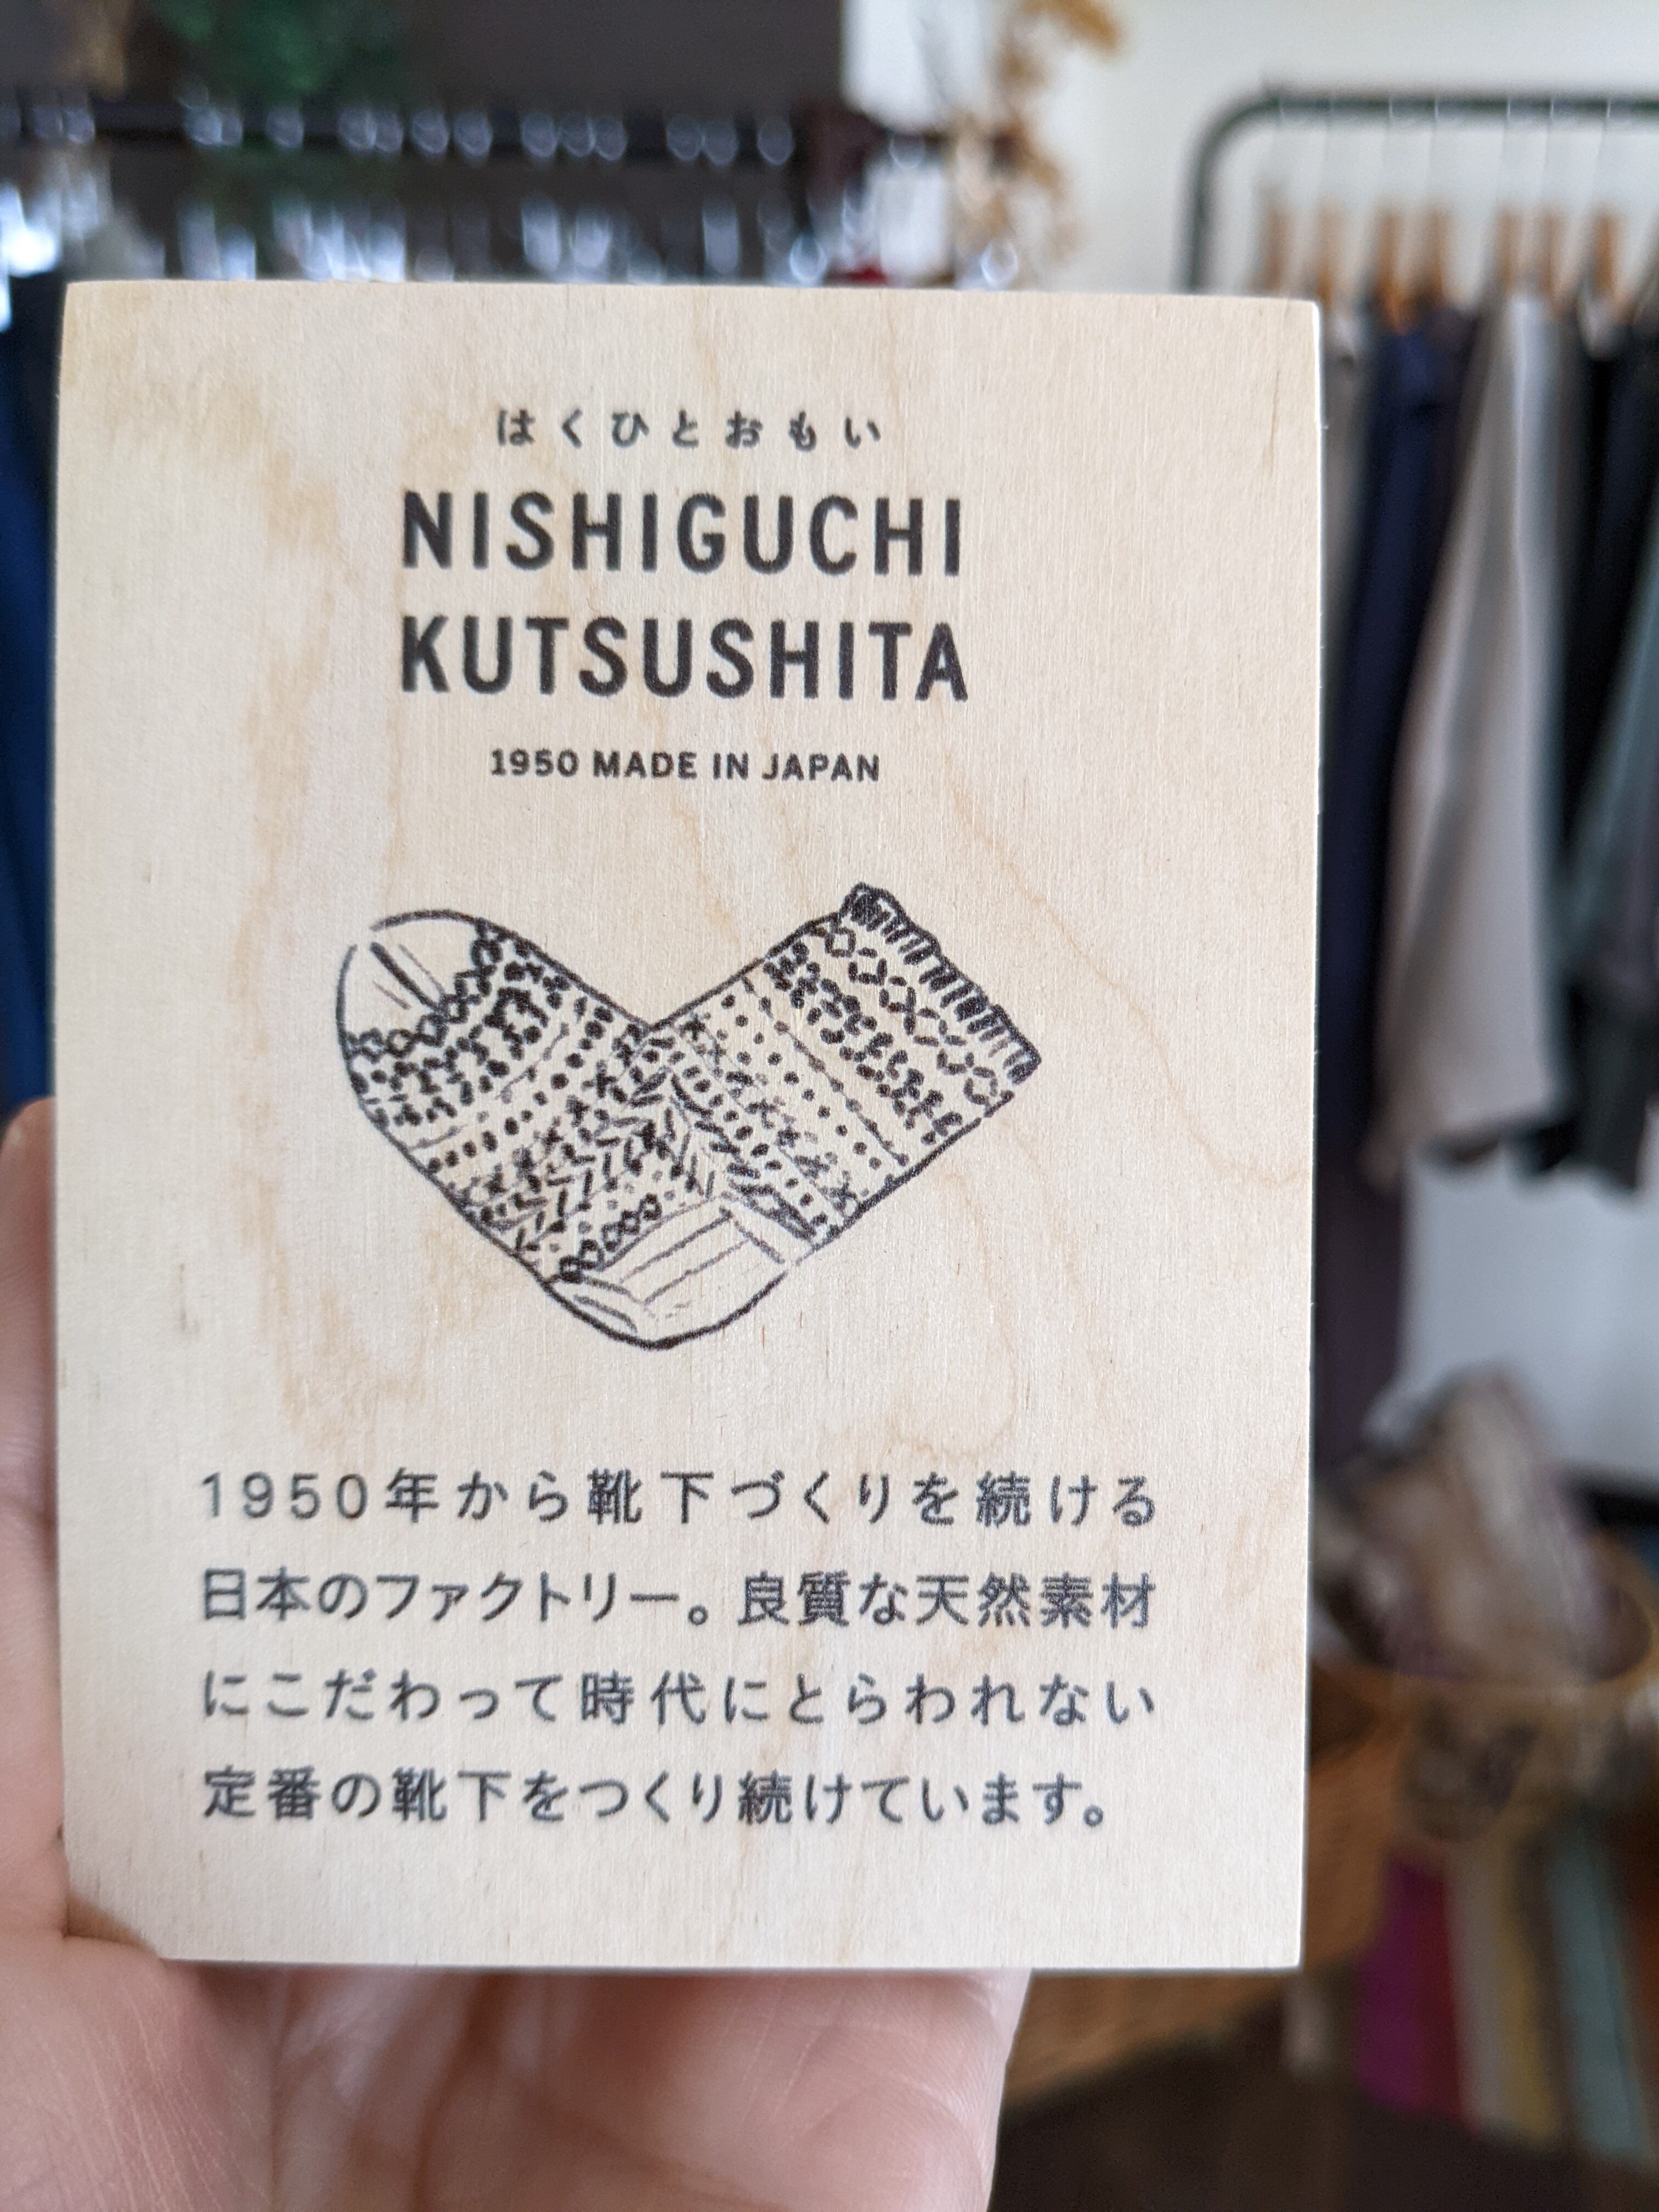 はくひとおもい
NISHIGUCHI
KUTSUSHITA
1950 MADE IN JAPAN
1950年から靴下づくりを続ける
日本のファクトリー。良質な天然素材
にこだわって時代にとらわれない
定番の靴下をつくり続けています。